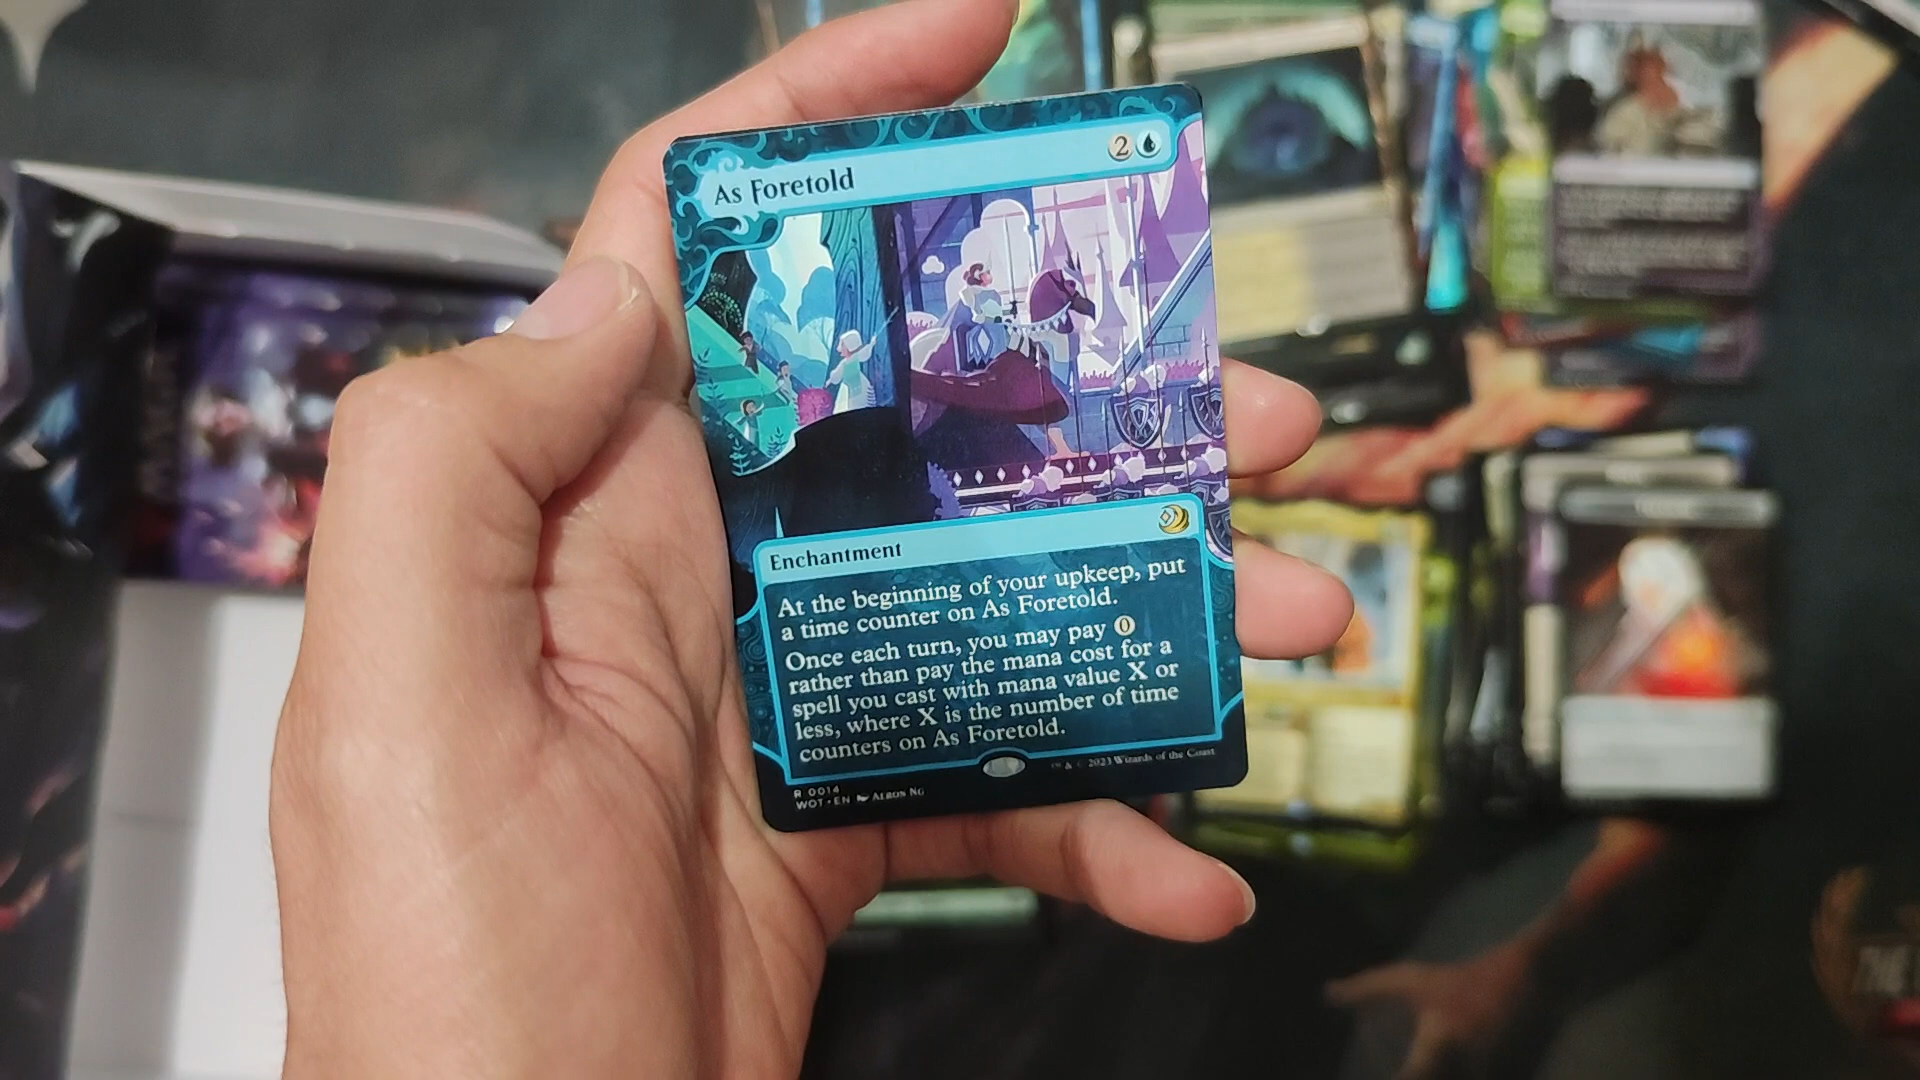 As Foretold 2
Enchantment
At the beginning of your upkeep, put
a time counter on As Foretold.
Once each turn, you may pay 0
rather than pay the mana cost for a
spell you cast with mana value X or
less, where X is the number of time
counters on As Foretold.
R 0014
WOT • EN Alron Ng
™ & © 2023 Wizards of the Coast
THE